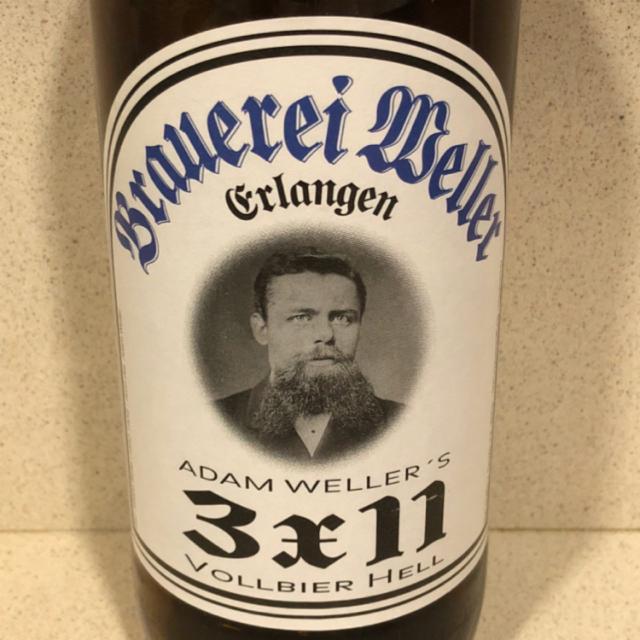 Brauerei Weller
Erlangen
ADAM WELLER´S
3x11
VOLLBIER HELL